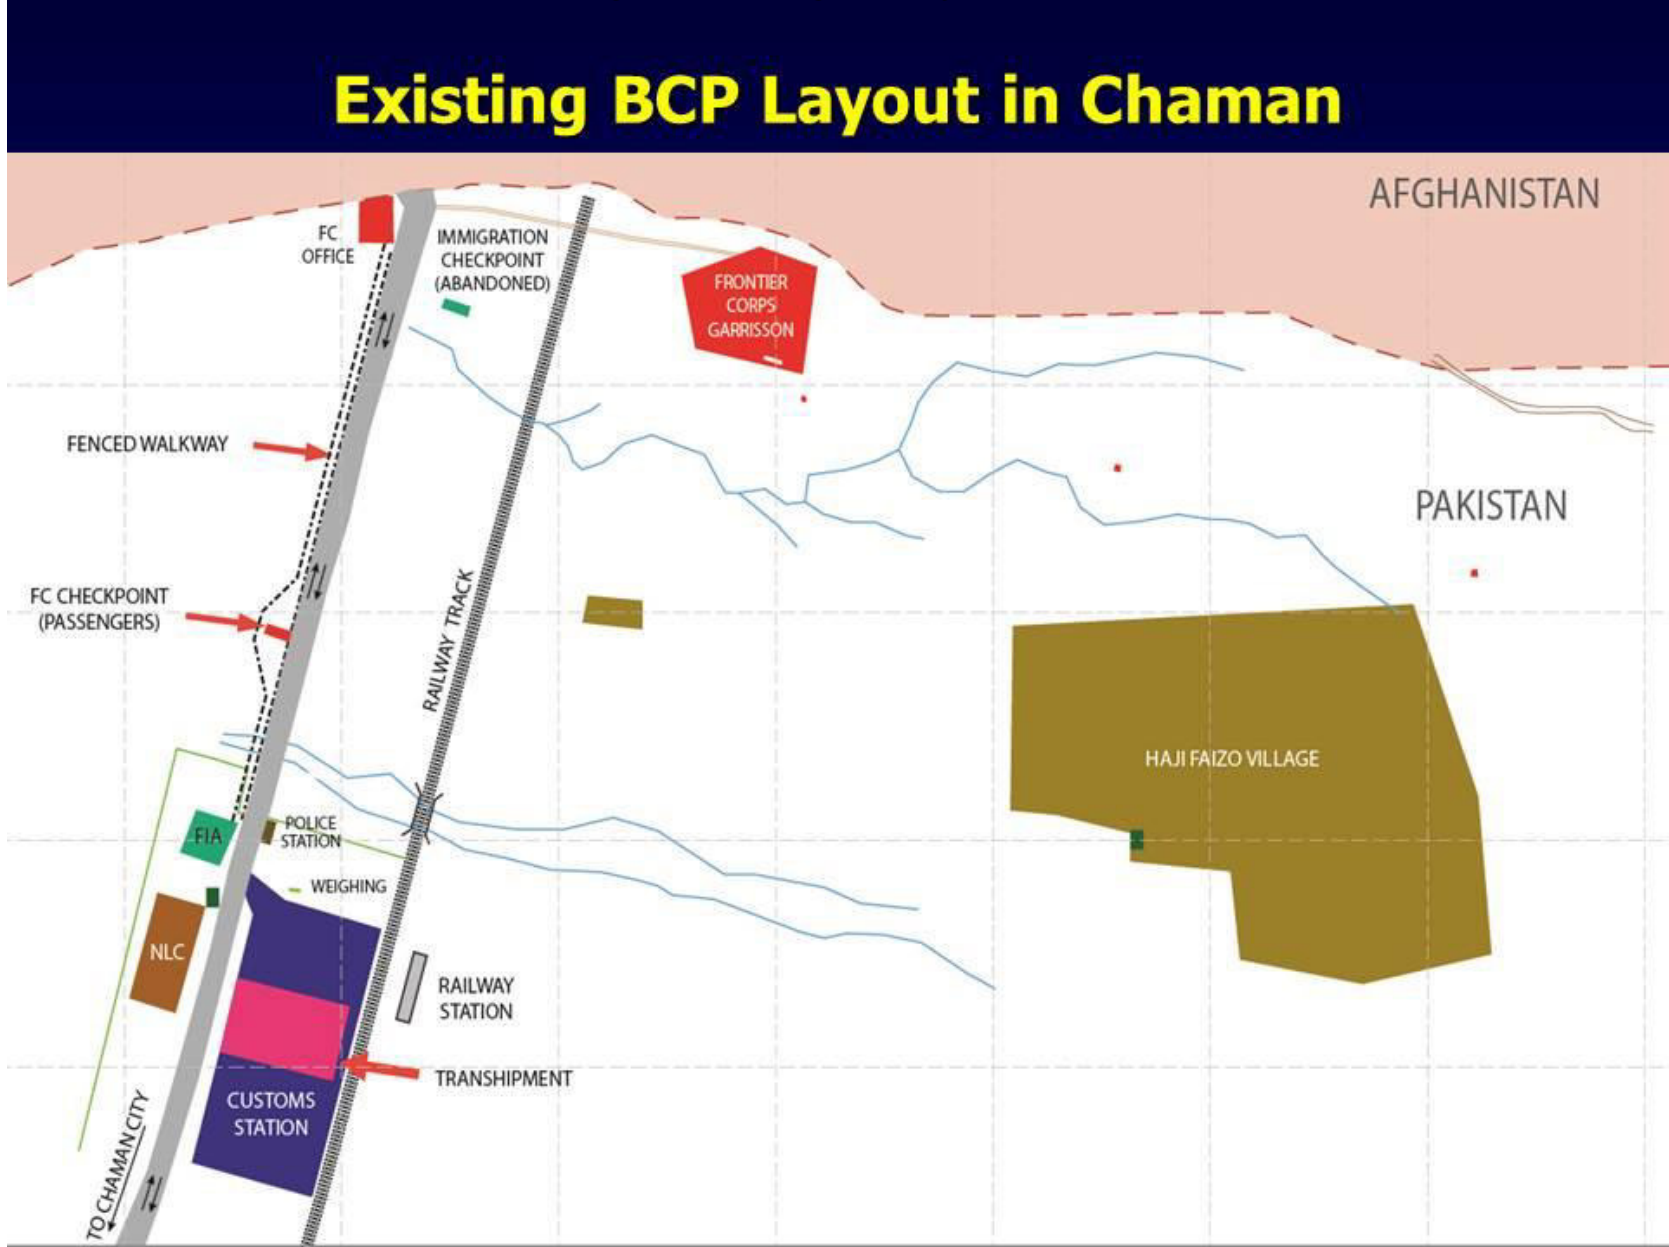 Existing BCP Layout in Chaman
AFGHANISTAN
FC
OFFICE
IMMIGRATION
CHECKPOINT
(ABANDONED)
FRONTIER
CORPS
GARRISSON
FENCED WALKWAY
PAKISTAN
FC CHECKPOINT
(PASSENGERS)
RAILWAY TRACK
HAJI FAIZO VILLAGE
FIA
POLICE
STATION
WEIGHING
NLC
RAILWAY
STATION
TRANSHIPMENT
CUSTOMS
STATION
TO CHAMAN CITY